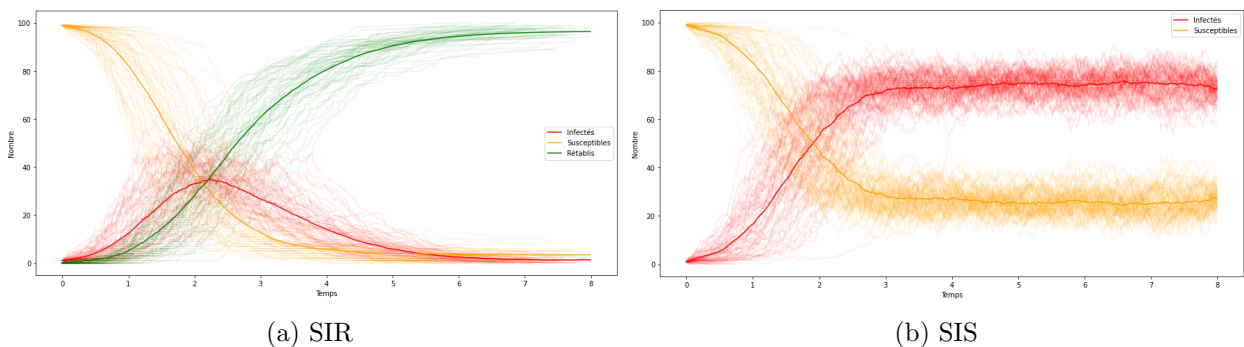 100
80
60
40
20
0
Nombre
Infectés
Susceptibles
Rétablis
0 1 2 3 4 5 6 7 8
Temps
(a) SIR
100
80
60
40
20
0
Nombre
Infectés
Susceptibles
0 1 2 3 4 5 6 7 8
Temps
(b) SIS